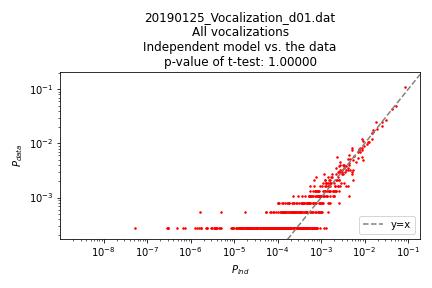 20190125_Vocalization_d01.dat
All vocalizations
Independent model vs. the data
p-value of t-test: 1.00000
10⁻¹
10⁻²
10⁻³
P_data
y=x
10⁻⁸ 10⁻⁷ 10⁻⁶ 10⁻⁵ 10⁻⁴ 10⁻³ 10⁻² 10⁻¹
P_ind